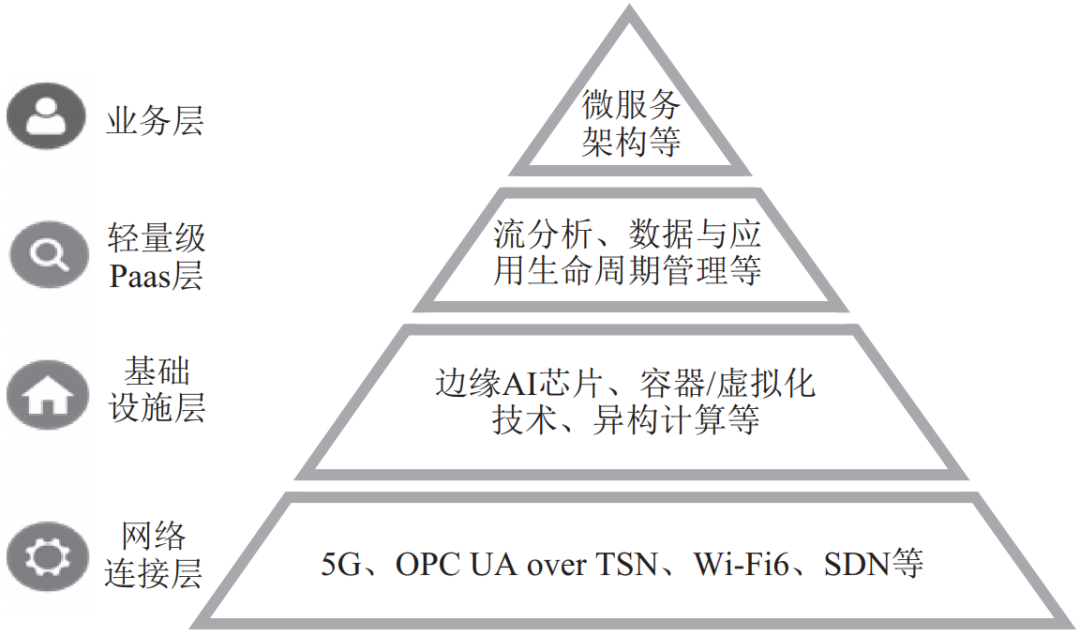 业务层
微服务
架构等
轻量级
Paas层
流分析、数据与应
用生命周期管理等
基础
设施层
边缘AI芯片、容器/虚拟化
技术、异构计算等
网络
连接层
5G、OPC UA over TSN、Wi-Fi6、SDN等